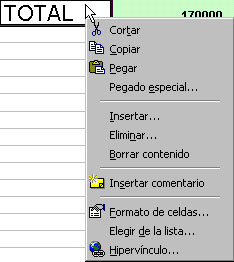 TOTAL 170000
Cortar
Copiar
Pegar
Pegado especial...
Insertar...
Eliminar...
Borrar contenido
Insertar comentario
Formato de celdas...
Elegir de la lista...
Hipervínculo...